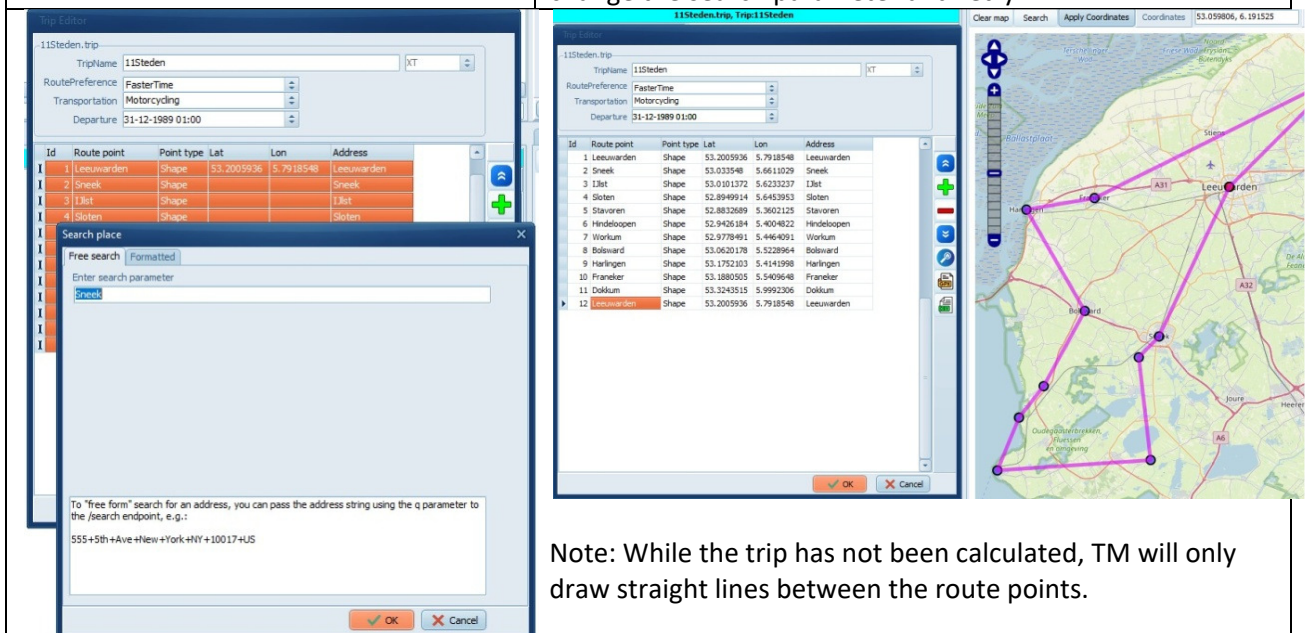 Trip Editor
11Steden.trip
TripName 11Steden XT
RoutePreference FasterTime
Transportation Motorcycling
Departure 31-12-1989 01:00
Id Route point Point type Lat Lon Address
1 Leeuwarden Shape 53.2005936 5.7918548 Leeuwarden
2 Sneek Shape Sneek
3 IJlst Shape IJlst
4 Sloten Shape Sloten
Search place
Free search Formatted
Enter search parameter
Sneek
To "free form" search for an address, you can pass the address string using the q parameter to
the /search endpoint, e.g.:
555+5th+Ave+New+York+NY+10017+US
OK Cancel
11Steden.trip, Trip:11Steden
Trip Editor
11Steden.trip
TripName 11Steden XT
RoutePreference FasterTime
Transportation Motorcycling
Departure 31-12-1989 01:00
Id Route point Point type Lat Lon Address
1 Leeuwarden Shape 53.2005936 5.7918548 Leeuwarden
2 Sneek Shape 53.033548 5.6611029 Sneek
3 IJlst Shape 53.0101372 5.6233237 IJlst
4 Sloten Shape 52.8949914 5.6453953 Sloten
5 Stavoren Shape 52.8832689 5.3602125 Stavoren
6 Hindeloopen Shape 52.9426184 5.4004822 Hindeloopen
7 Workum Shape 52.9778491 5.4464091 Workum
8 Bolsward Shape 53.0620178 5.5228964 Bolsward
9 Harlingen Shape 53.1752103 5.4141998 Harlingen
10 Franeker Shape 53.1880505 5.5409648 Franeker
11 Dokkum Shape 53.3243515 5.9992306 Dokkum
12 Leeuwarden Shape 53.2005936 5.7918548 Leeuwarden
OK Cancel
Clear map Search Apply Coordinates Coordinates 53.059806, 6.191525
Terschellinger
Wad
Bollastplaat
Stiens
A31
A32
Joure
Heeren
A6
Oudegaasterbrekken,
Fluessen
en omgeving
Note: While the trip has not been calculated, TM will only
draw straight lines between the route points.